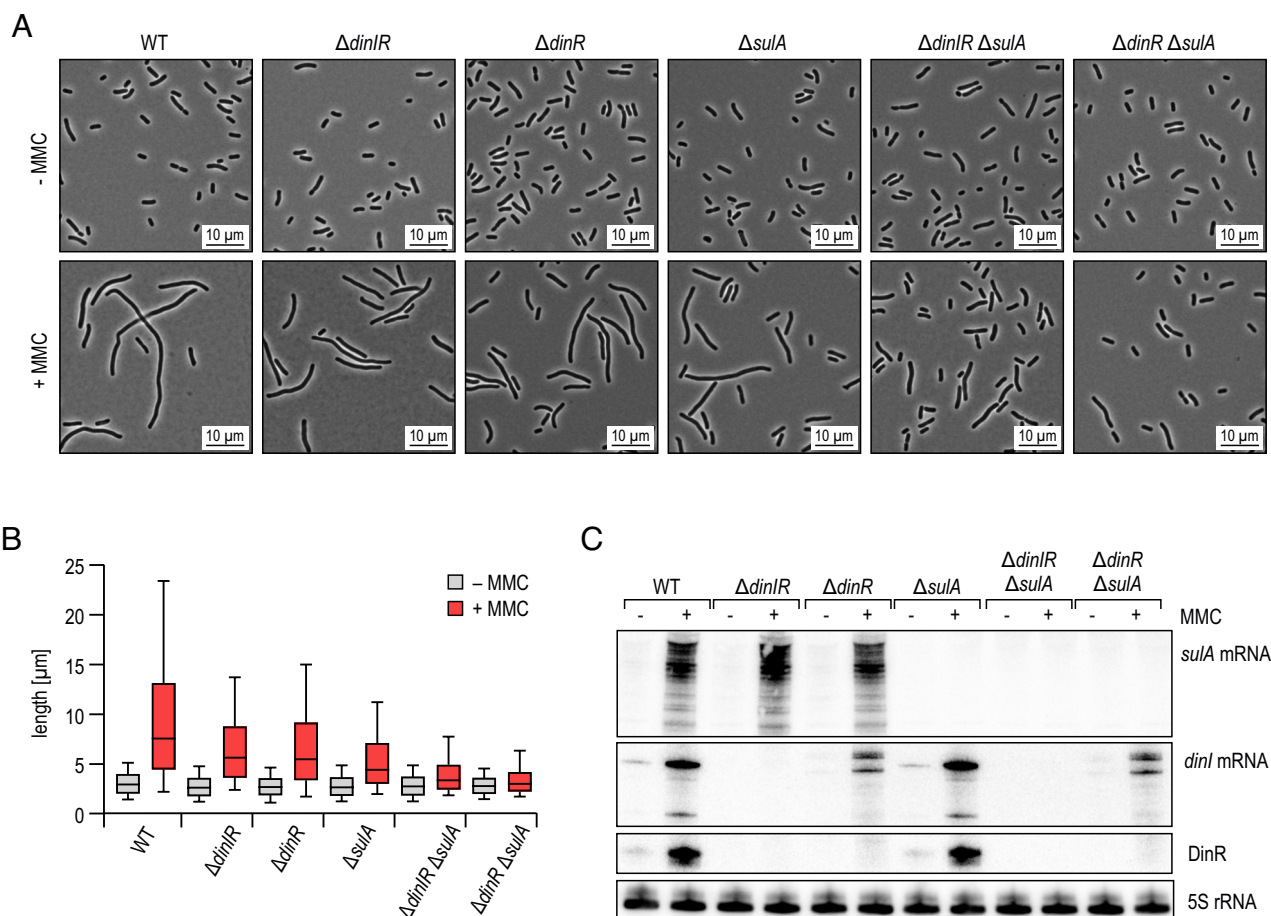 A
WT ΔdinIR ΔdinR ΔsulA ΔdinIR ΔsulA ΔdinR ΔsulA
- MMC
10 µm 10 µm 10 µm 10 µm 10 µm 10 µm
+ MMC
10 µm 10 µm 10 µm 10 µm 10 µm 10 µm
B
length [µm]
25
20
15
10
5
0
– MMC
+ MMC
WT ΔdinIR ΔdinR ΔsulA ΔdinIR ΔsulA ΔdinR ΔsulA
C
WT ΔdinIR ΔdinR ΔsulA ΔdinIR ΔdinR
ΔsulA ΔsulA
- + - + - + - + - + - + MMC
sulA mRNA
dinI mRNA
DinR
5S rRNA